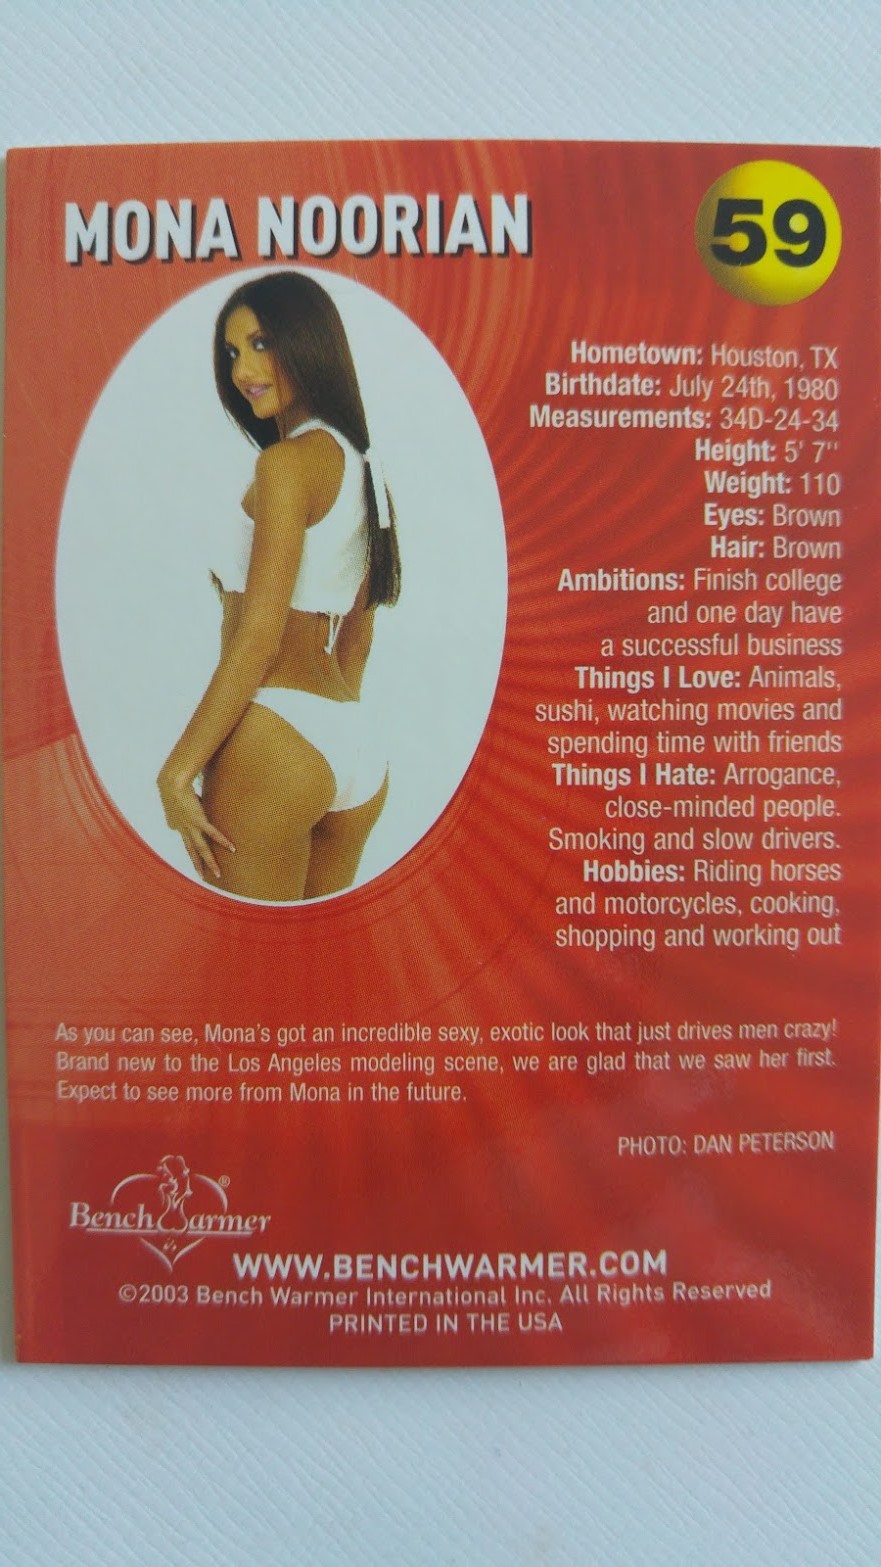 MONA NOORIAN
59
Hometown: Houston, TX
Birthdate: July 24th, 1980
Measurements: 34D-24-34
Height: 5' 7"
Weight: 110
Eyes: Brown
Hair: Brown
Ambitions: Finish college
and one day have
a successful business
Things I Love: Animals,
sushi, watching movies and
spending time with friends
Things I Hate: Arrogance,
close-minded people.
Smoking and slow drivers.
Hobbies: Riding horses
and motorcycles, cooking,
shopping and working out
As you can see, Mona's got an incredible sexy, exotic look that just drives men crazy!
Brand new to the Los Angeles modeling scene, we are glad that we saw her first.
Expect to see more from Mona in the future.
PHOTO: DAN PETERSON
BenchWarmer®
WWW.BENCHWARMER.COM
©2003 Bench Warmer International Inc. All Rights Reserved
PRINTED IN THE USA